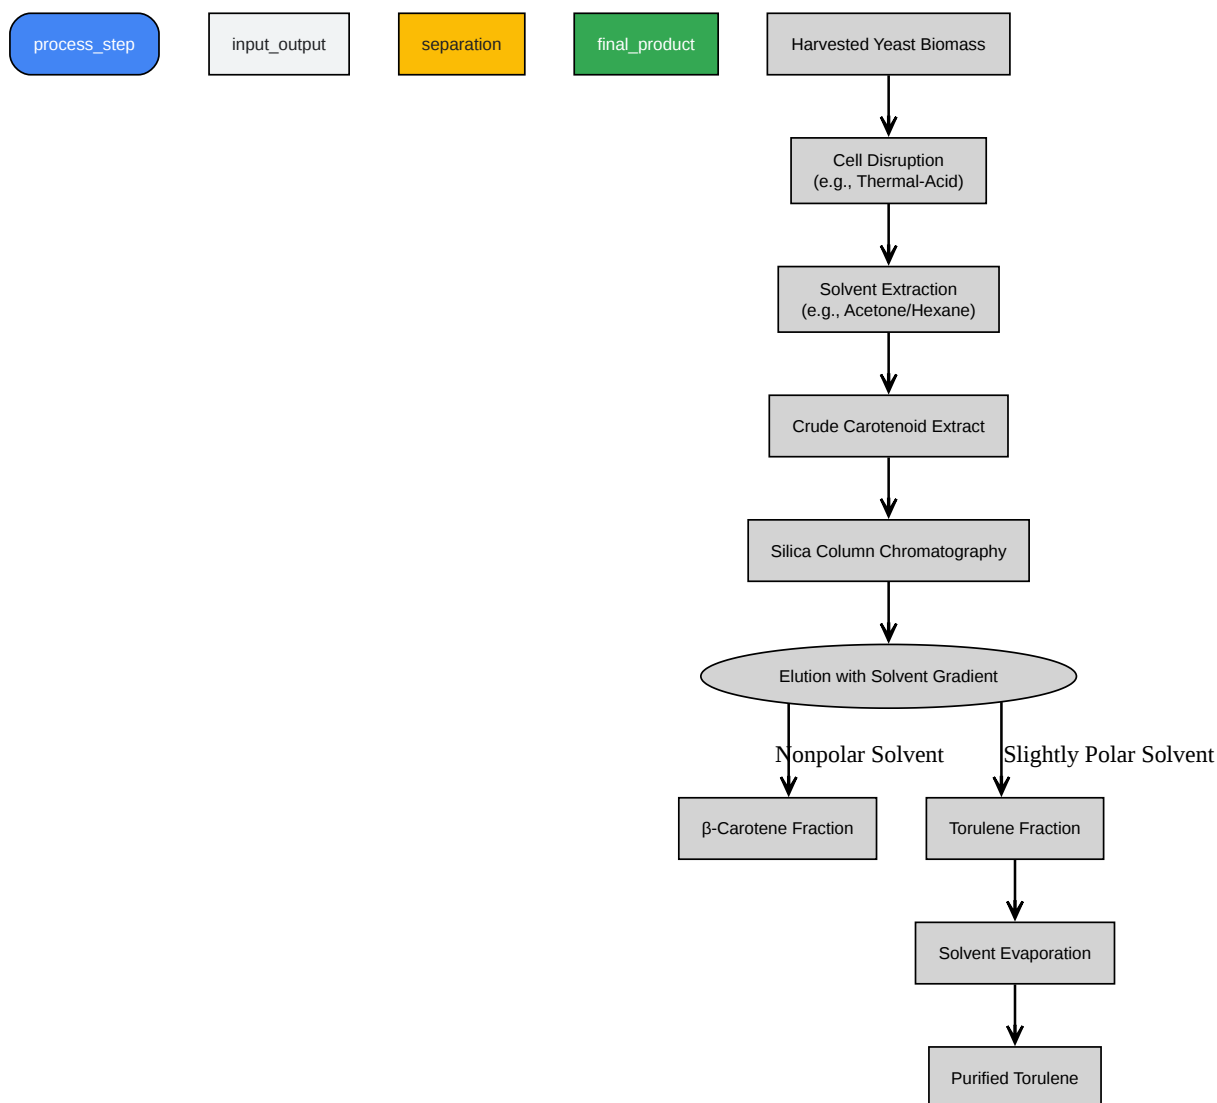 process_step
input_output
separation
final_product
Harvested Yeast Biomass
Cell Disruption
(e.g., Thermal-Acid)
Solvent Extraction
(e.g., Acetone/Hexane)
Crude Carotenoid Extract
Silica Column Chromatography
Elution with Solvent Gradient
Nonpolar Solvent
Slightly Polar Solvent
β-Carotene Fraction
Torulene Fraction
Solvent Evaporation
Purified Torulene